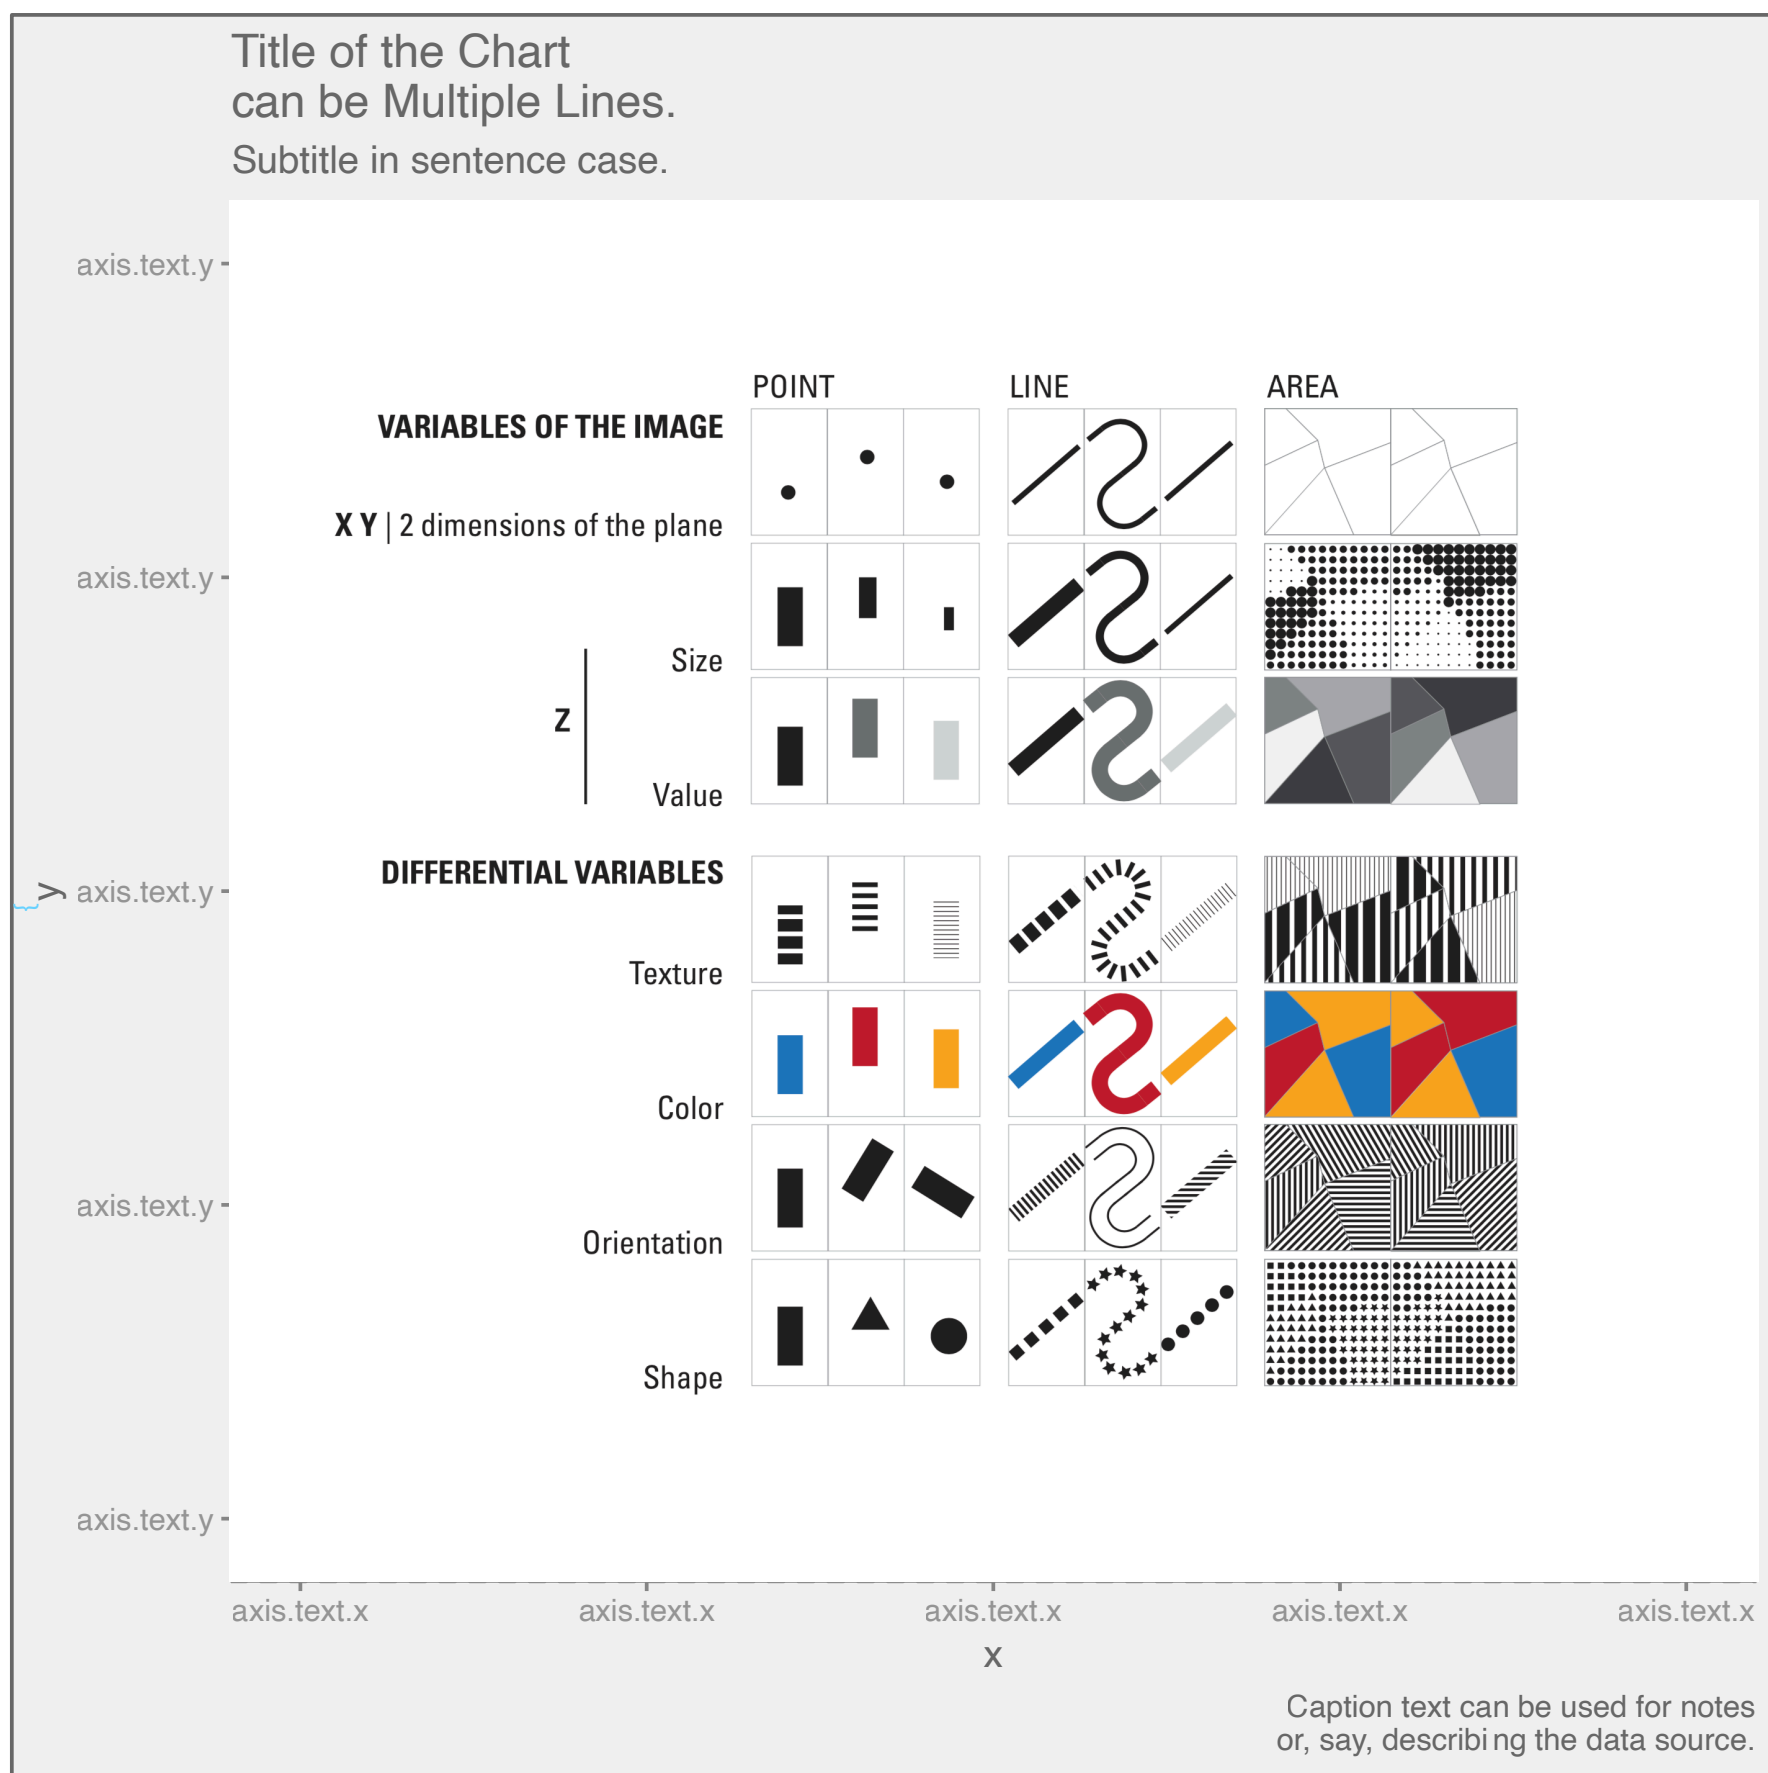 Title of the Chart
can be Multiple Lines.
Subtitle in sentence case.
axis.text.y
axis.text.y
axis.text.y
axis.text.y
axis.text.y
y
POINT LINE AREA
VARIABLES OF THE IMAGE
X Y | 2 dimensions of the plane
Size
Z
Value
DIFFERENTIAL VARIABLES
Texture
Color
Orientation
Shape
axis.text.x axis.text.x axis.text.x axis.text.x axis.text.x
x
Caption text can be used for notes
or, say, describing the data source.